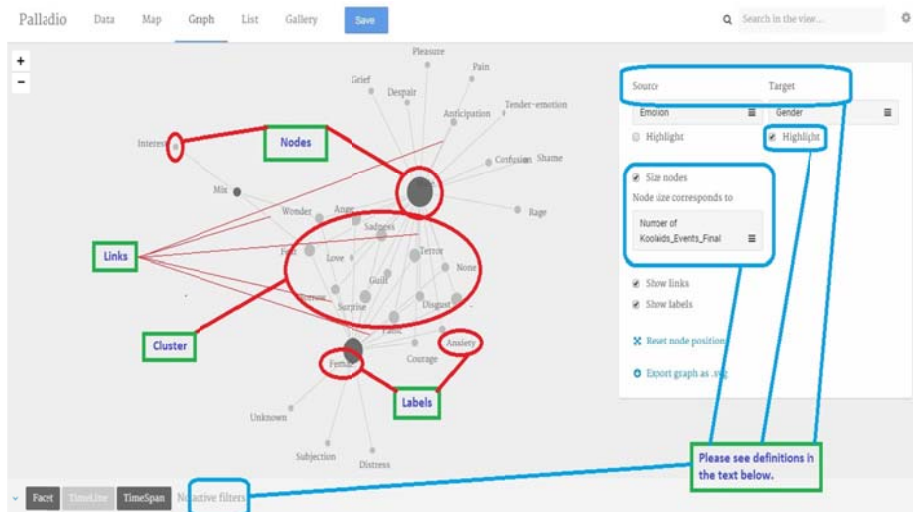 Palladio Data Map Graph List Gallery Save Search in the view...
+
−
Pleasure
Pain
Grief
Despair
Tender-emotion
Anticipation
Interest
Nodes
Confusion Shame
Mix
Rage
Wonder Anger
Sadness
Fear
Love
Terror
None
Links
Guilt
Surprise
Disgust
Cluster
Anxiety
Female
Courage
Labels
Unknown
Subjection
Distress
Source Target
Emotion Gender
Highlight Highlight
Size nodes
Node size corresponds to
Number of
Kookids_Events_Final
Show links
Show labels
Reset node position
Export graph as .svg
Please see definitions in
the text below.
Facet TimeLine TimeSpan No active filters